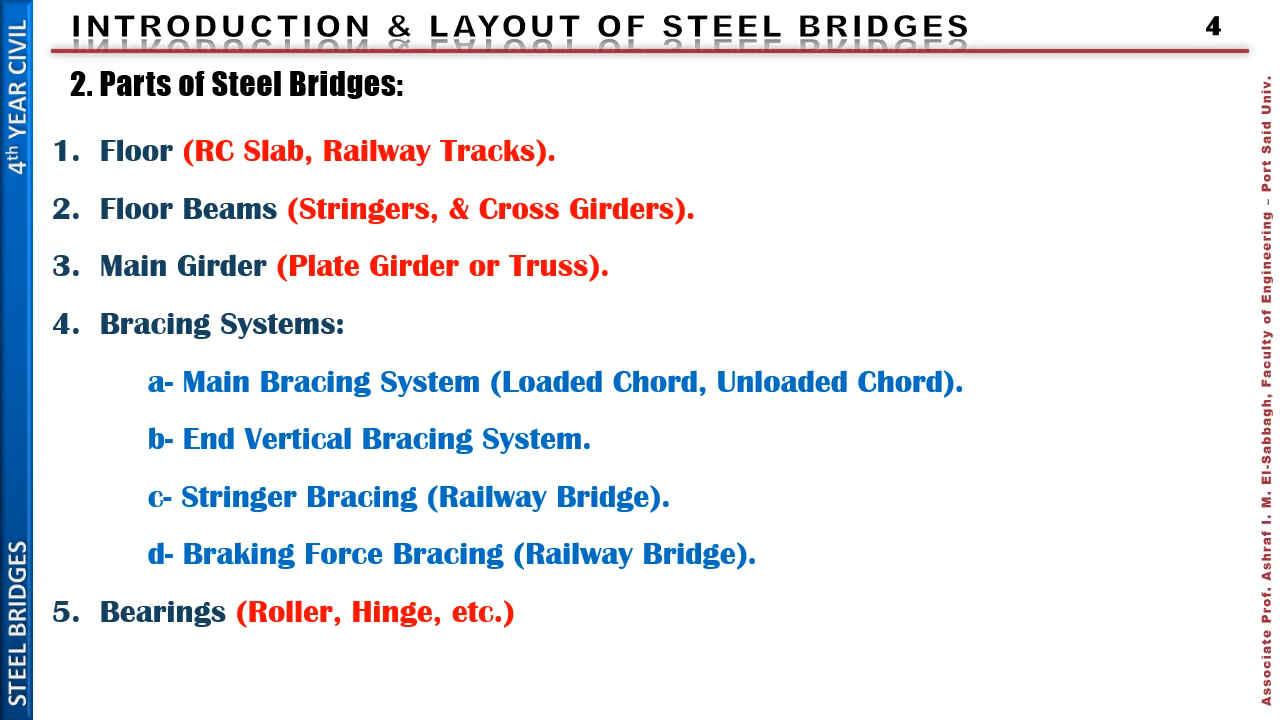 INTRODUCTION & LAYOUT OF STEEL BRIDGES
4
2. Parts of Steel Bridges:
1. Floor (RC Slab, Railway Tracks).
2. Floor Beams (Stringers, & Cross Girders).
3. Main Girder (Plate Girder or Truss).
4. Bracing Systems:
a- Main Bracing System (Loaded Chord, Unloaded Chord).
b- End Vertical Bracing System.
c- Stringer Bracing (Railway Bridge).
d- Braking Force Bracing (Railway Bridge).
5. Bearings (Roller, Hinge, etc.)
STEEL BRIDGES
4th YEAR CIVIL
Associate Prof. Ashraf I. M. El-Sabbagh, Faculty of Engineering – Port Said Univ.